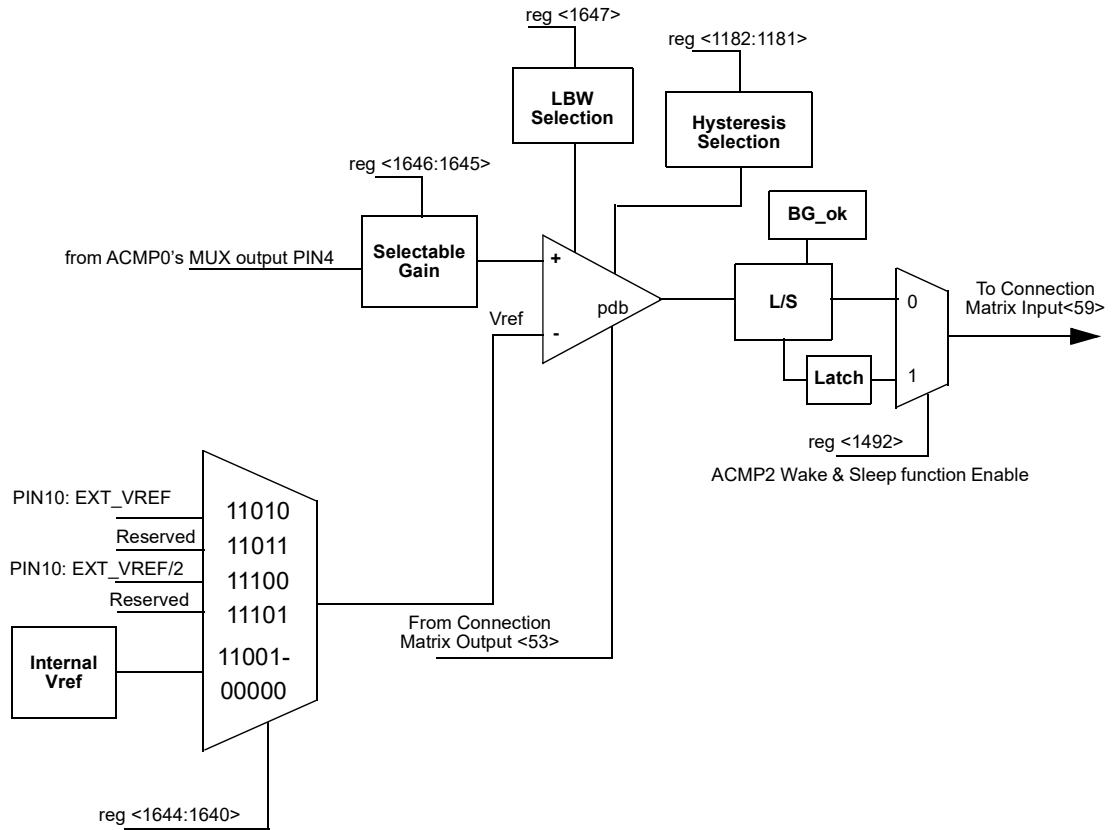 reg <1647>
reg <1182:1181>
LBW
Selection
Hysteresis
Selection
reg <1646:1645>
BG_ok
from ACMP0's MUX output PIN4
Selectable
Gain
+
L/S
0
To Connection
Matrix Input<59>
pdb
Vref
-
Latch
1
reg <1492>
ACMP2 Wake & Sleep function Enable
PIN10: EXT_VREF
11010
Reserved
11011
PIN10: EXT_VREF/2
11100
Reserved
11101
From Connection
Matrix Output <53>
Internal
Vref
11001-
00000
reg <1644:1640>